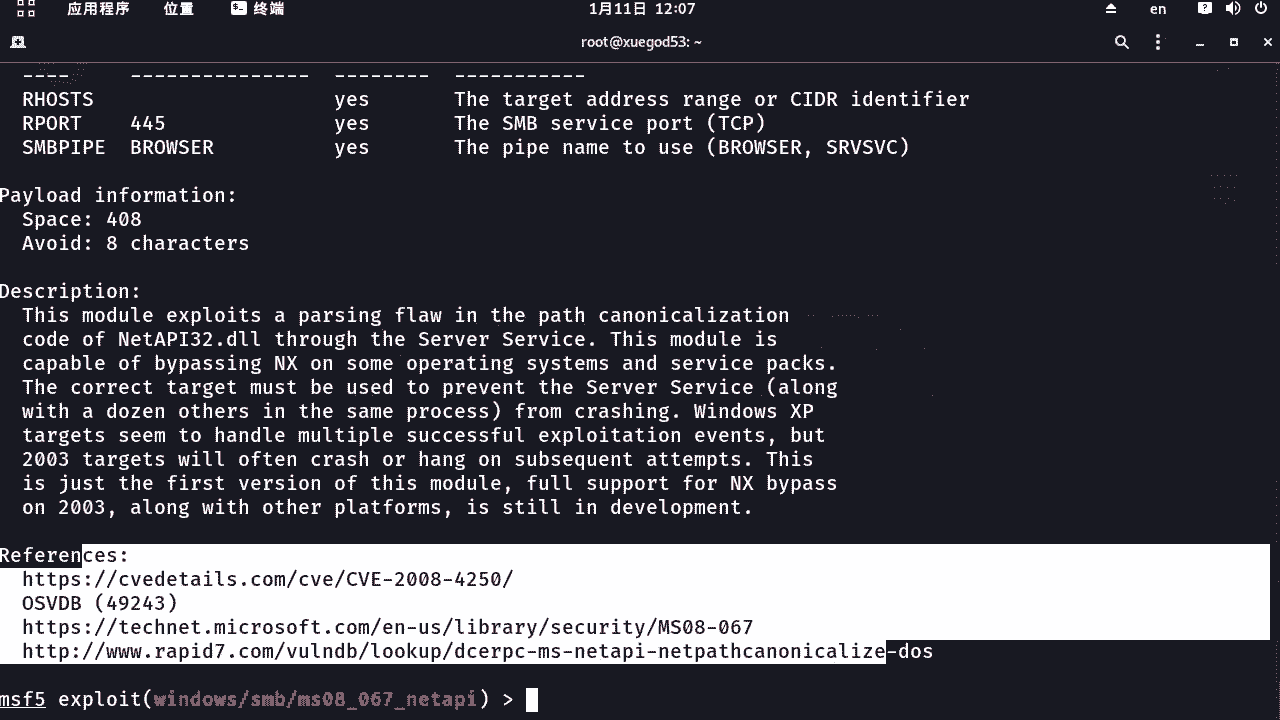 应用程序 位置 终端 1月11日 12:07 en
root@xuegod53: ~
---- --------------- -------- -----------
RHOSTS yes The target address range or CIDR identifier
RPORT 445 yes The SMB service port (TCP)
SMBPIPE BROWSER yes The pipe name to use (BROWSER, SRVSVC)
Payload information:
Space: 408
Avoid: 8 characters
Description:
This module exploits a parsing flaw in the path canonicalization
code of NetAPI32.dll through the Server Service. This module is
capable of bypassing NX on some operating systems and service packs.
The correct target must be used to prevent the Server Service (along
with a dozen others in the same process) from crashing. Windows XP
targets seem to handle multiple successful exploitation events, but
2003 targets will often crash or hang on subsequent attempts. This
is just the first version of this module, full support for NX bypass
on 2003, along with other platforms, is still in development.
References:
https://cvedetails.com/cve/CVE-2008-4250/
OSVDB (49243)
https://technet.microsoft.com/en-us/library/security/MS08-067
http://www.rapid7.com/vulndb/lookup/dcerpc-ms-netapi-netpathcanonicalize-dos
msf5 exploit(windows/smb/ms08_067_netapi) >